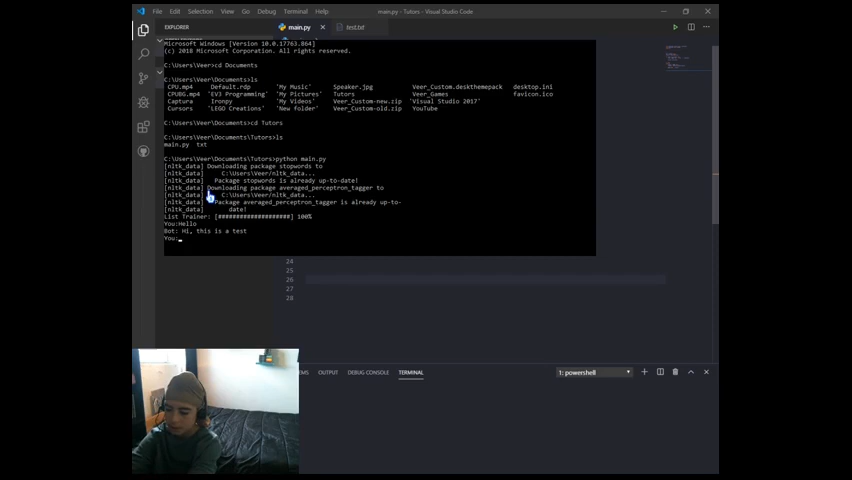 File Edit Selection View Go Debug Terminal Help
main.py - Tutors - Visual Studio Code
EXPLORER
main.py
test.txt
Microsoft Windows [Version 10.0.17763.864]
(c) 2018 Microsoft Corporation. All rights reserved.
C:\Users\Veer>cd Documents
C:\Users\Veer\Documents>ls
CPU.mp4 Default.rdp 'My Music' Speaker.jpg Veer_Custom.deskthemepack desktop.ini
CPUBG.mp4 'EV3 Programming' 'My Pictures' Tutors Veer_Games favicon.ico
Captura Ironpy 'My Videos' Veer_Custom-new.zip 'Visual Studio 2017'
Cursors 'LEGO Creations' 'New folder' Veer_Custom-old.zip YouTube
C:\Users\Veer\Documents>cd Tutors
C:\Users\Veer\Documents\Tutors>ls
main.py txt
C:\Users\Veer\Documents\Tutors>python main.py
[nltk_data] Downloading package stopwords to
[nltk_data] C:\Users\Veer/nltk_data...
[nltk_data] Package stopwords is already up-to-date!
[nltk_data] Downloading package averaged_perceptron_tagger to
[nltk_data] C:\Users\Veer/nltk_data...
[nltk_data] Package averaged_perceptron_tagger is already up-to-
[nltk_data] date!
List Trainer: [####################] 100%
You:Hello
Bot: Hi, this is a test
You:
24
25
26
27
28
OUTPUT DEBUG CONSOLE TERMINAL
1: powershell